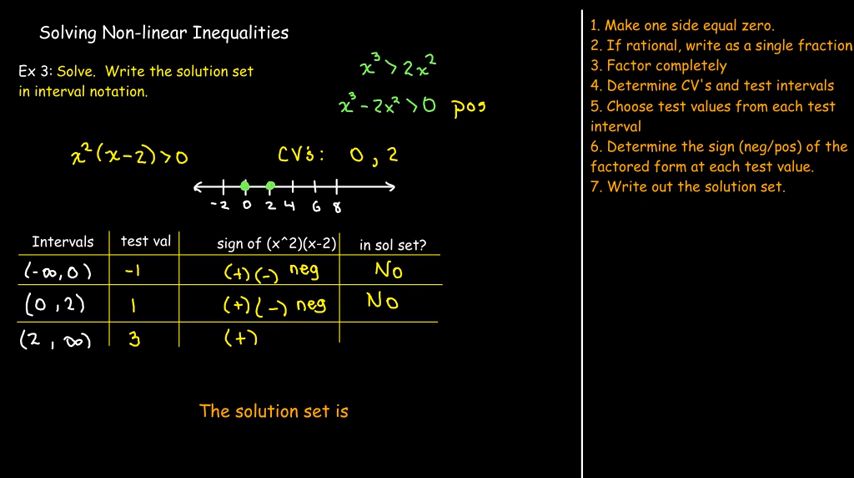 Solving Non-linear Inequalities
Ex 3: Solve. Write the solution set
in interval notation.
x³ > 2x²
x³ - 2x² > 0 pos
x²(x-2) > 0
CV's: 0, 2
-2 0 2 4 6 8
Intervals test val sign of (x^2)(x-2) in sol set?
(-∞, 0) -1 (+)(-) neg No
(0, 2) 1 (+)(-) neg No
(2, ∞) 3 (+)
The solution set is
1. Make one side equal zero.
2. If rational, write as a single fraction
3. Factor completely
4. Determine CV's and test intervals
5. Choose test values from each test
interval
6. Determine the sign (neg/pos) of the
factored form at each test value.
7. Write out the solution set.